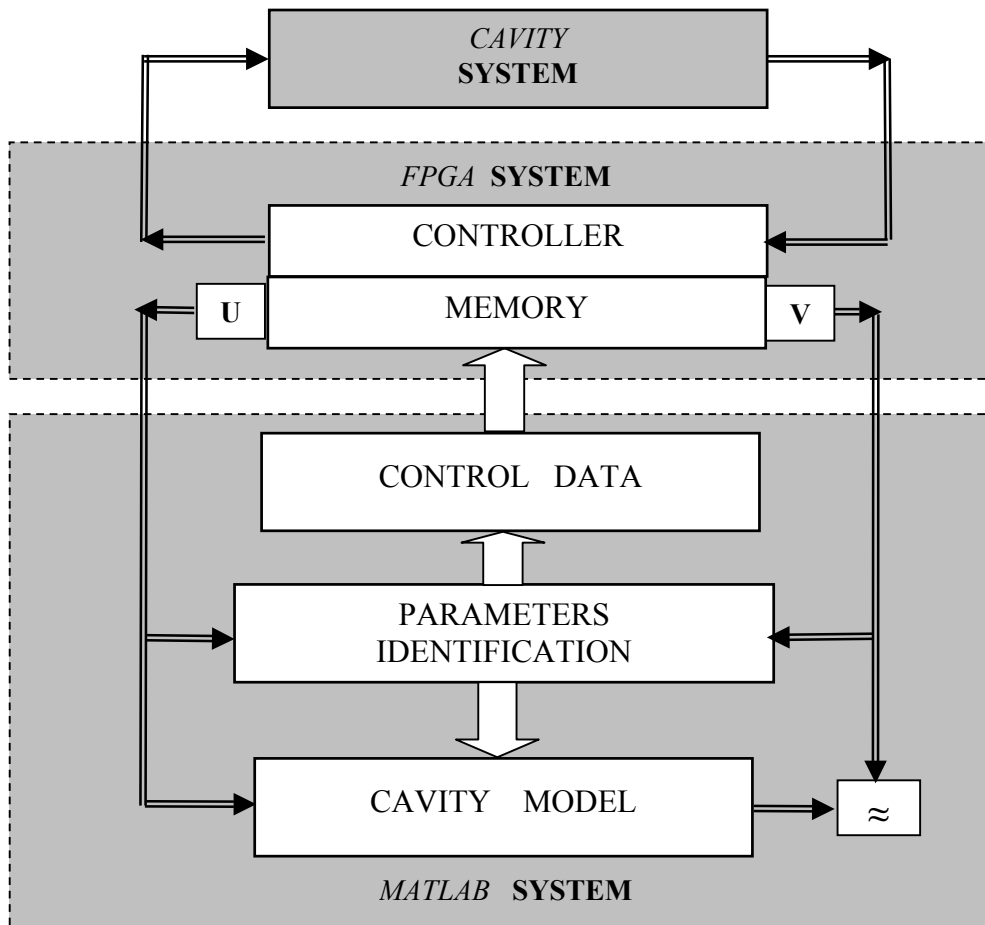 CAVITY
SYSTEM
FPGA SYSTEM
CONTROLLER
U
MEMORY
V
CONTROL DATA
PARAMETERS
IDENTIFICATION
CAVITY MODEL
≈
MATLAB SYSTEM